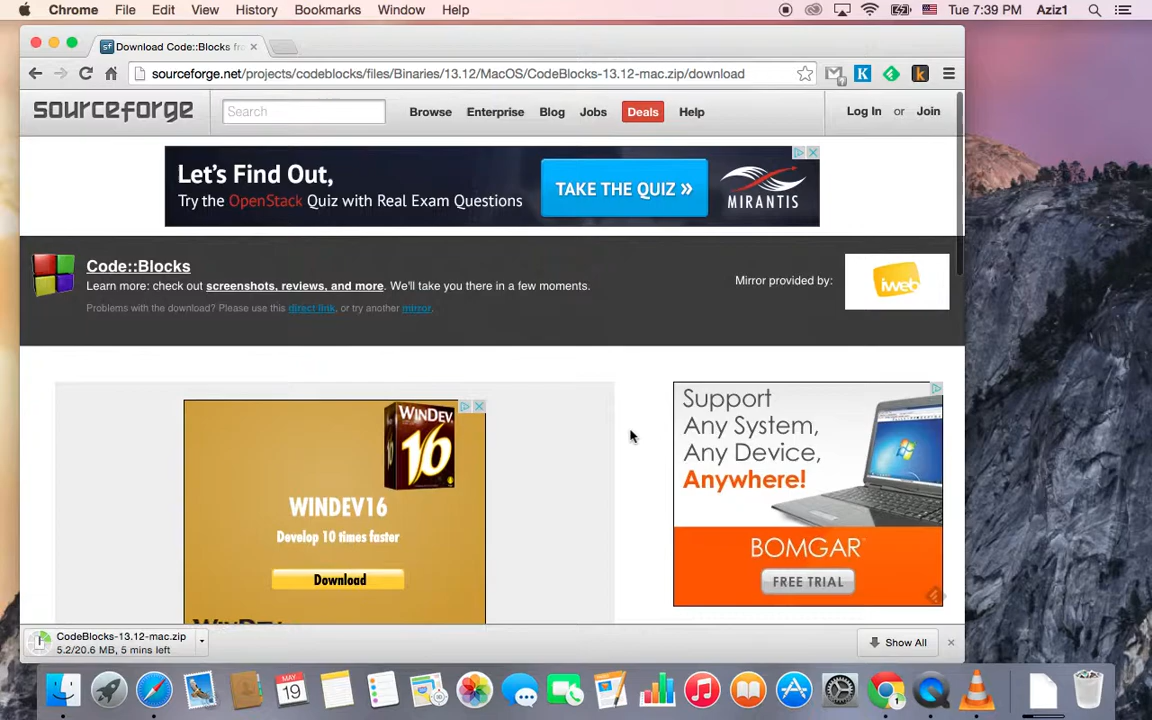 Chrome File Edit View History Bookmarks Window Help Tue 7:39 PM Aziz1
Download Code::Blocks fr
sourceforge.net/projects/codeblocks/files/Binaries/13.12/MacOS/CodeBlocks-13.12-mac.zip/download
sourceforge Search Browse Enterprise Blog Jobs Deals Help Log In or Join
Let's Find Out,
Try the OpenStack Quiz with Real Exam Questions
TAKE THE QUIZ »
MIRANTIS
Code::Blocks
Learn more: check out screenshots, reviews, and more. We'll take you there in a few moments.
Problems with the download? Please use this direct link, or try another mirror.
Mirror provided by:
iweb
WINDEV
16
WINDEV16
Develop 10 times faster
Download
Support
Any System,
Any Device,
Anywhere!
BOMGAR
FREE TRIAL
CodeBlocks-13.12-mac.zip
5.2/20.6 MB, 5 mins left
Show All
MAY
19